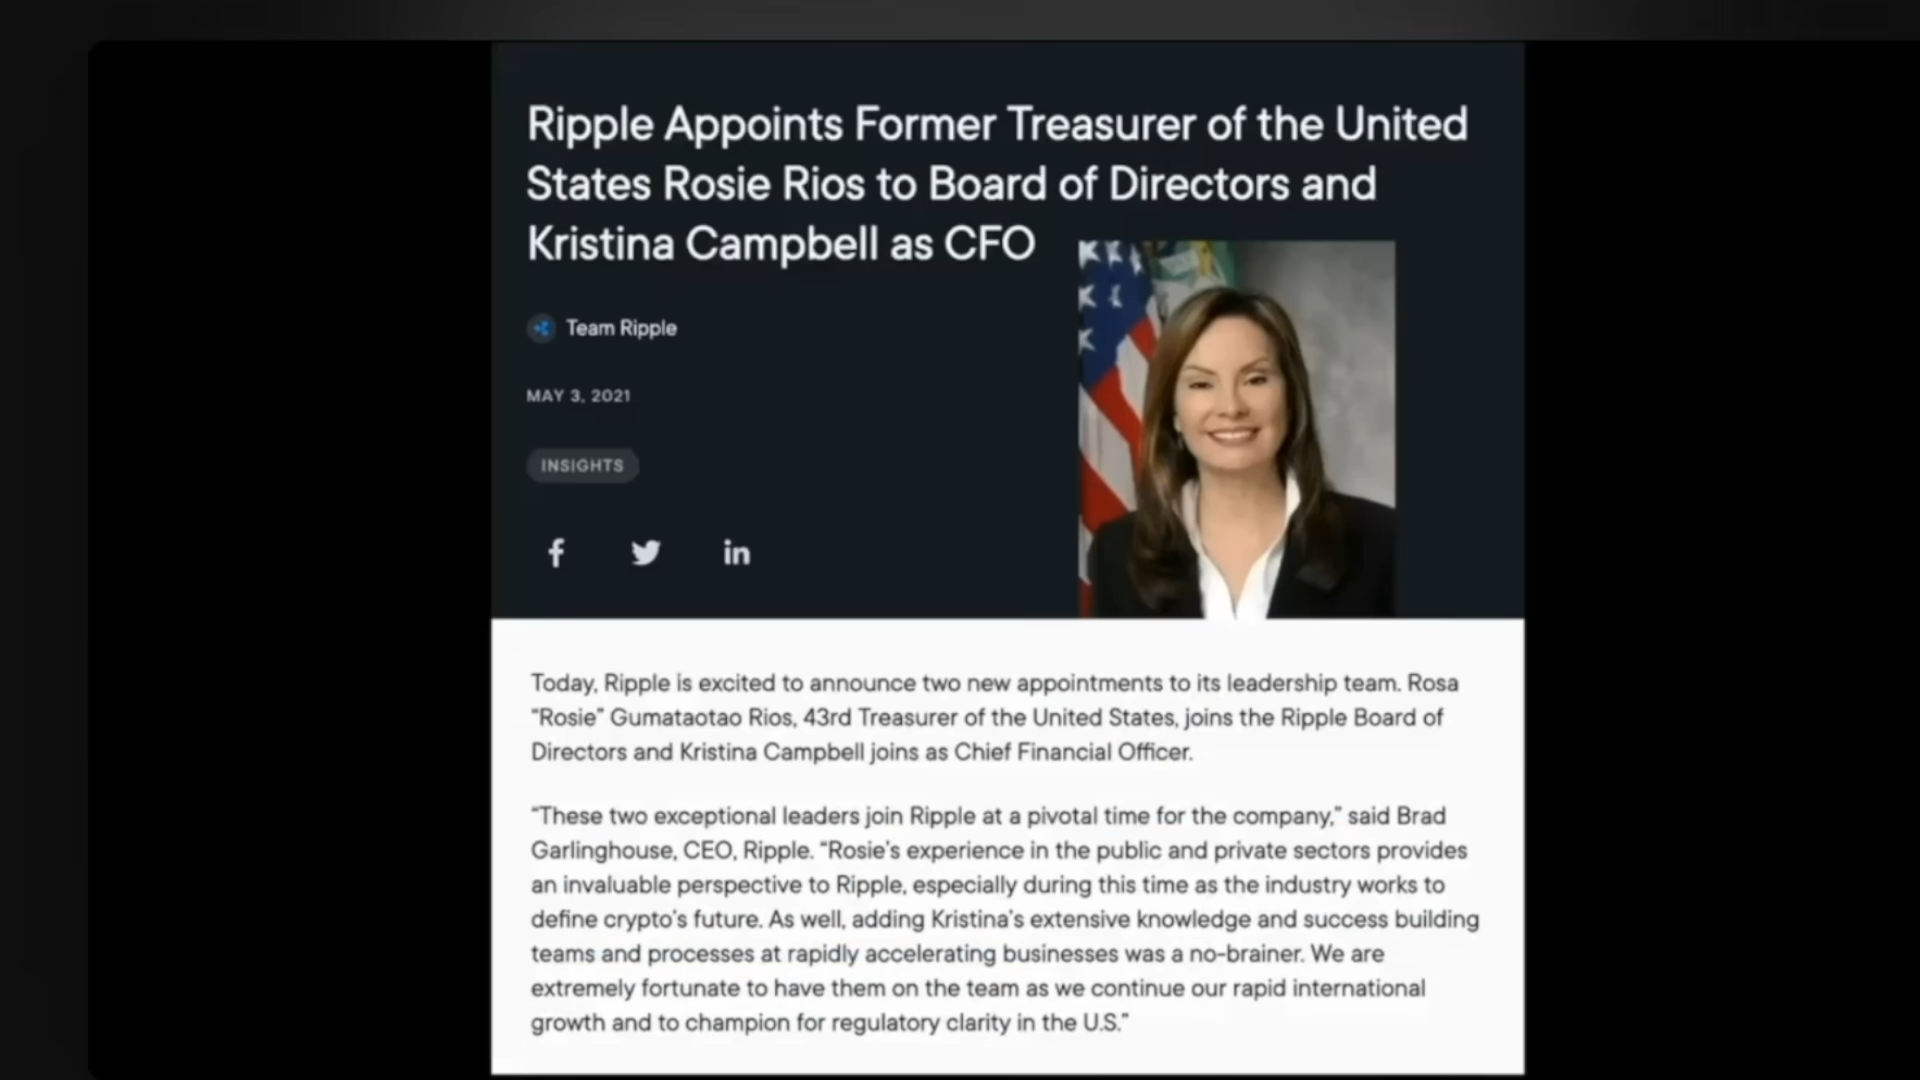 Ripple Appoints Former Treasurer of the United
States Rosie Rios to Board of Directors and
Kristina Campbell as CFO
Team Ripple
MAY 3, 2021
INSIGHTS
Today, Ripple is excited to announce two new appointments to its leadership team. Rosa
“Rosie” Gumataotao Rios, 43rd Treasurer of the United States, joins the Ripple Board of
Directors and Kristina Campbell joins as Chief Financial Officer.
“These two exceptional leaders join Ripple at a pivotal time for the company,” said Brad
Garlinghouse, CEO, Ripple. “Rosie’s experience in the public and private sectors provides
an invaluable perspective to Ripple, especially during this time as the industry works to
define crypto’s future. As well, adding Kristina’s extensive knowledge and success building
teams and processes at rapidly accelerating businesses was a no-brainer. We are
extremely fortunate to have them on the team as we continue our rapid international
growth and to champion for regulatory clarity in the U.S.”